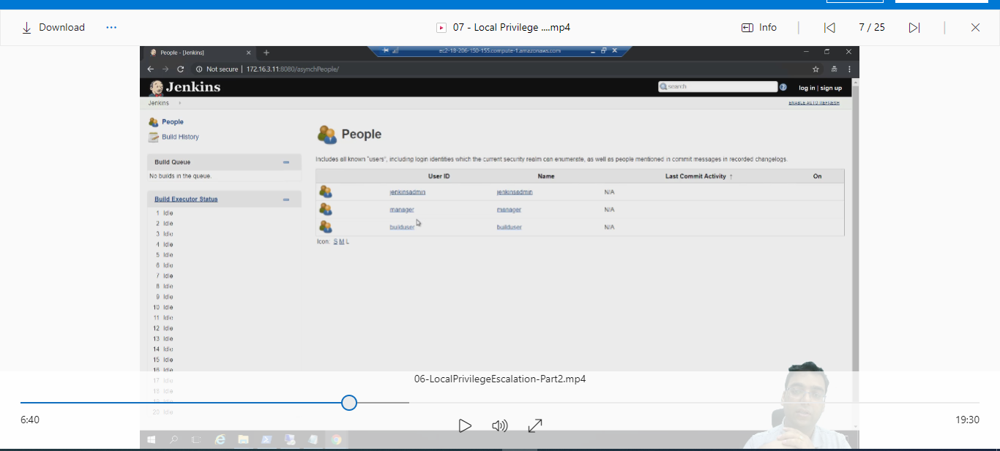 Download
07 - Local Privilege ....mp4
Info
7 / 25
People - [Jenkins]
ec2-18-206-150-155.compute-1.amazonaws.com
Not secure | 172.16.3.11:8080/asynchPeople/
Jenkins
search
log in | sign up
Jenkins
ENABLE AUTO REFRESH
People
Build History
Build Queue
No builds in the queue.
Build Executor Status
1 Idle
2 Idle
3 Idle
4 Idle
5 Idle
6 Idle
7 Idle
8 Idle
9 Idle
10 Idle
11 Idle
12 Idle
13 Idle
14 Idle
15 Idle
16 Idle
17 Idle
18 Idle
19 Idle
20 Idle
People
Includes all known "users", including login identities which the current security realm can enumerate, as well as people mentioned in commit messages in recorded changelogs.
User ID Name Last Commit Activity ↑ On
jenkinsadmin jenkinsadmin N/A
manager manager N/A
builduser builduser N/A
Icon: S M L
06-LocalPrivilegeEscalation-Part2.mp4
6:40
19:30